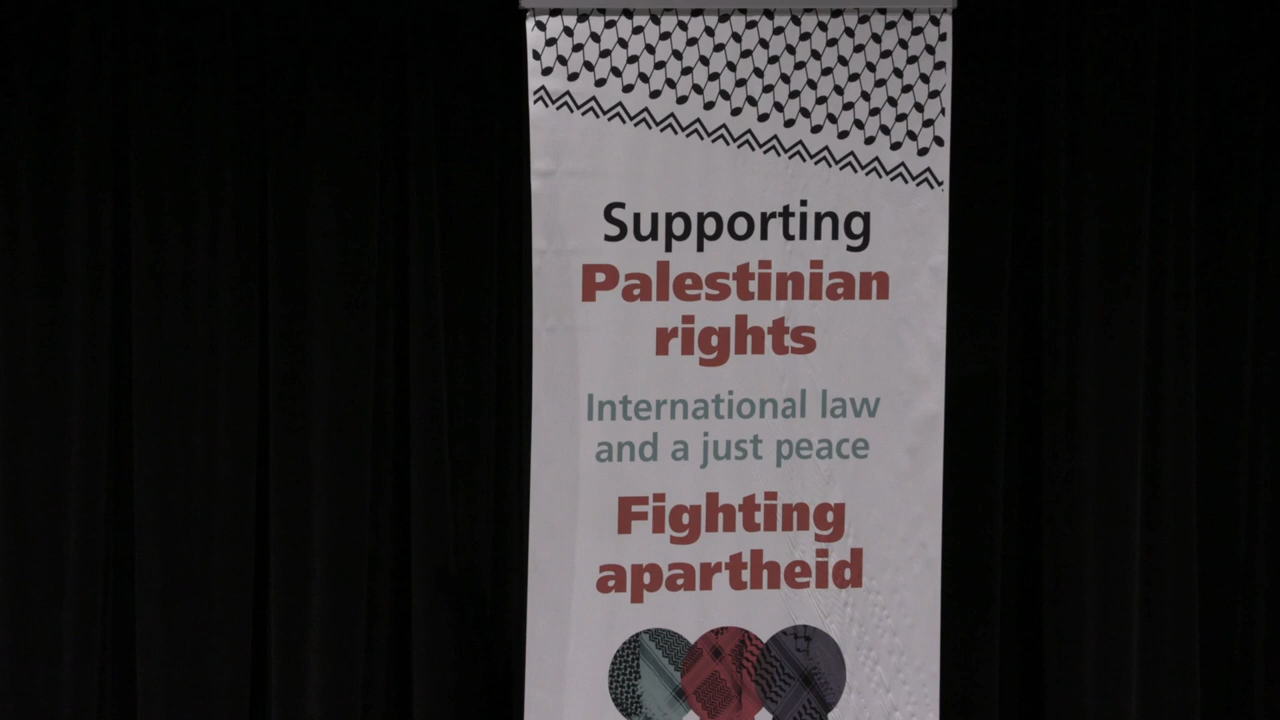 Supporting
Palestinian
rights
International law
and a just peace
Fighting
apartheid